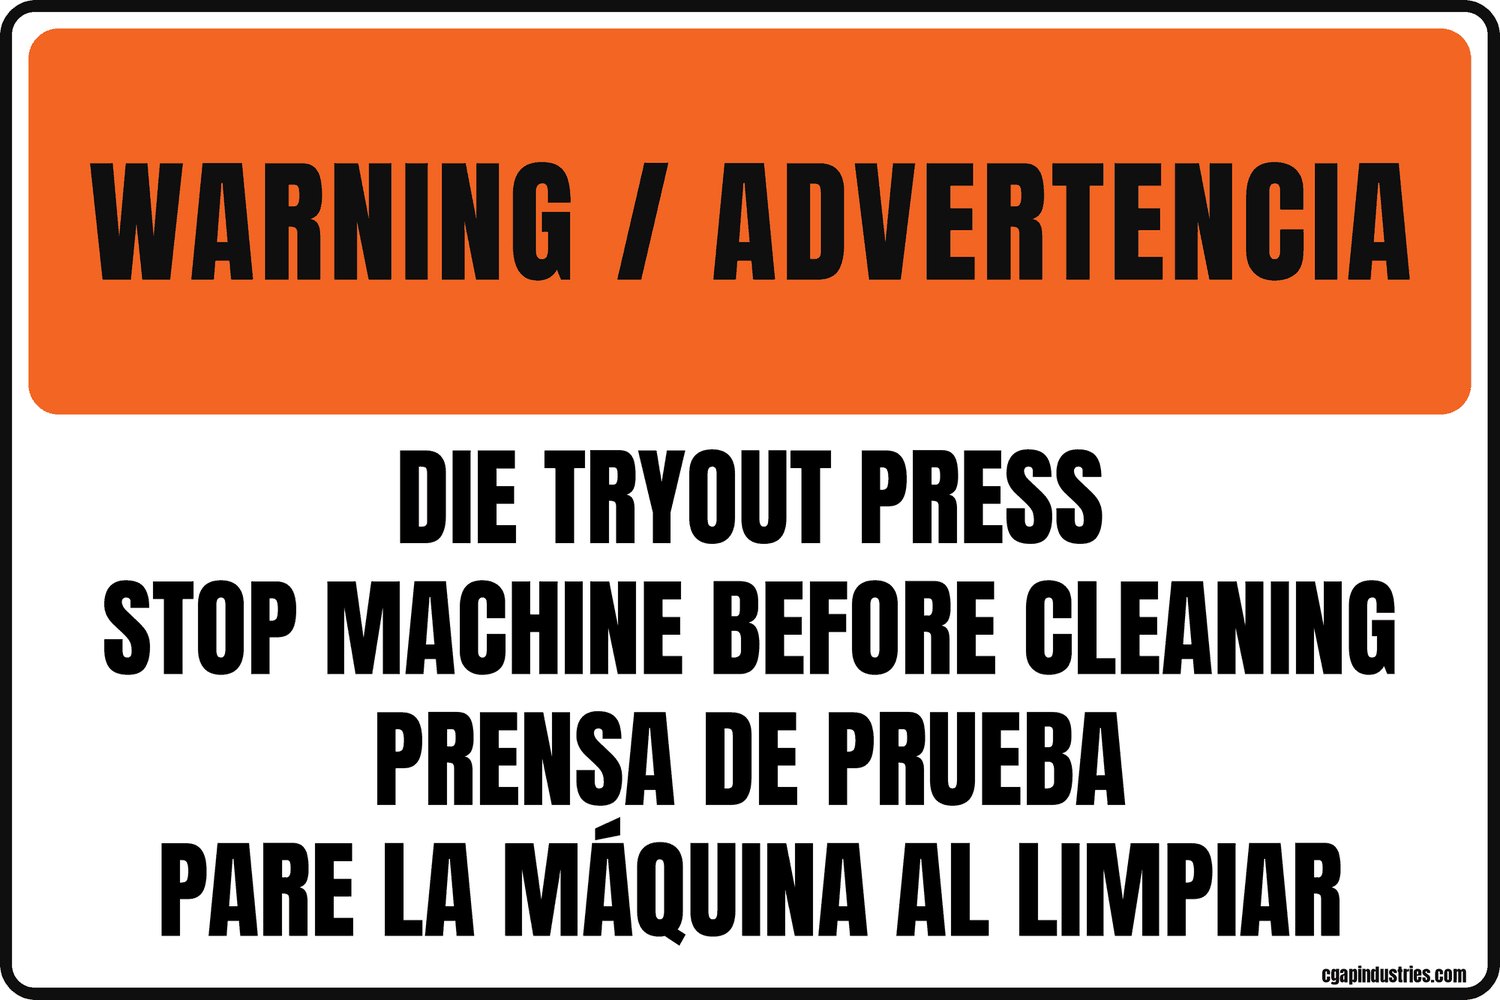 WARNING / ADVERTENCIA
DIE TRYOUT PRESS
STOP MACHINE BEFORE CLEANING
PRENSA DE PRUEBA
PARE LA MÁQUINA AL LIMPIAR
cgapindustries.com